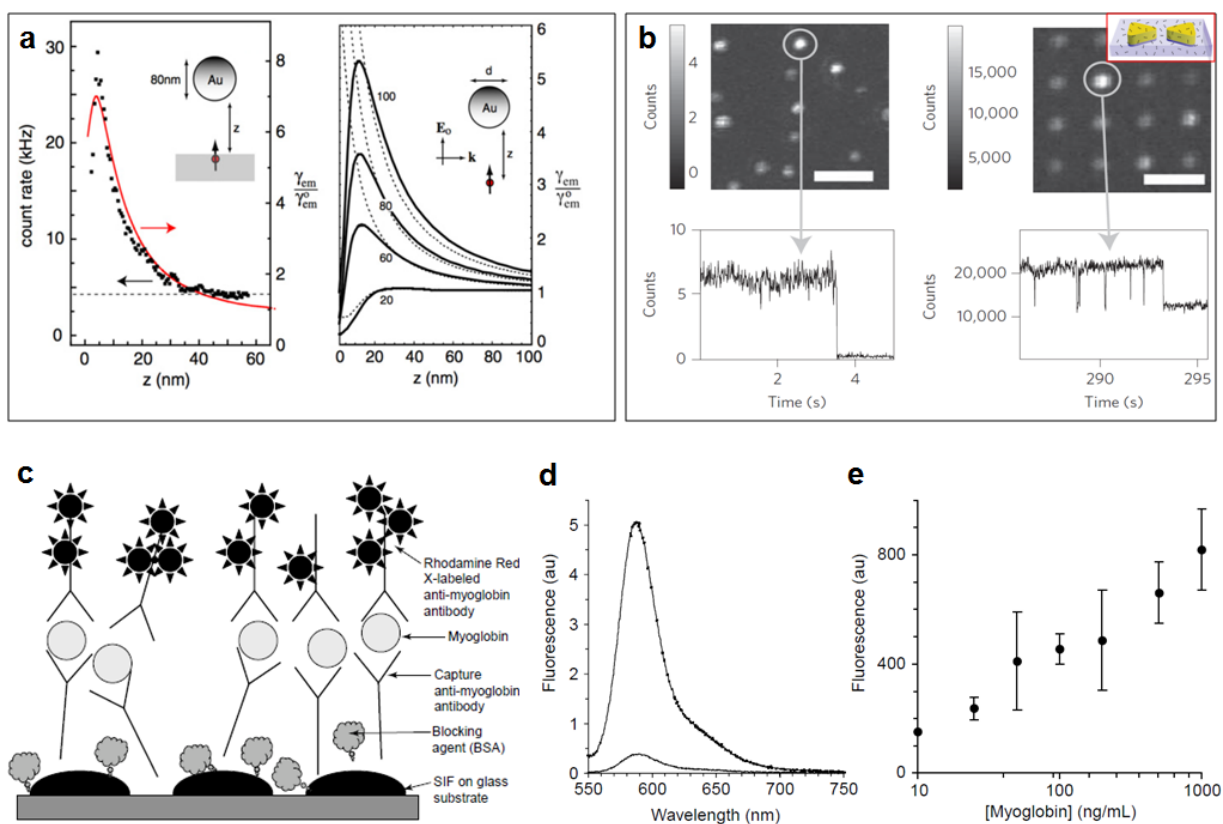 a
30
25
20
15
10
5
0
count rate (kHz)
8
6
4
2
0
γem
γ°em
80nm
Au
z
0
20
40
60
z (nm)
d
Au
E₀
k
z
100
80
60
20
6
5
4
3
2
1
0
γem
γ°em
0
20
40
60
80
100
z (nm)
b
4
2
0
Counts
10
5
0
Counts
2
4
Time (s)
15,000
10,000
5,000
Counts
20,000
10,000
Counts
290
295
Time (s)
c
Rhodamine Red
X-labeled
anti-myoglobin
antibody
Myoglobin
Capture
anti-myoglobin
antibody
Blocking
agent (BSA)
SIF on glass
substrate
d
5
4
3
2
1
0
Fluorescence (au)
550
600
650
700
750
Wavelength (nm)
e
800
400
0
Fluorescence (au)
10
100
1000
[Myoglobin] (ng/mL)